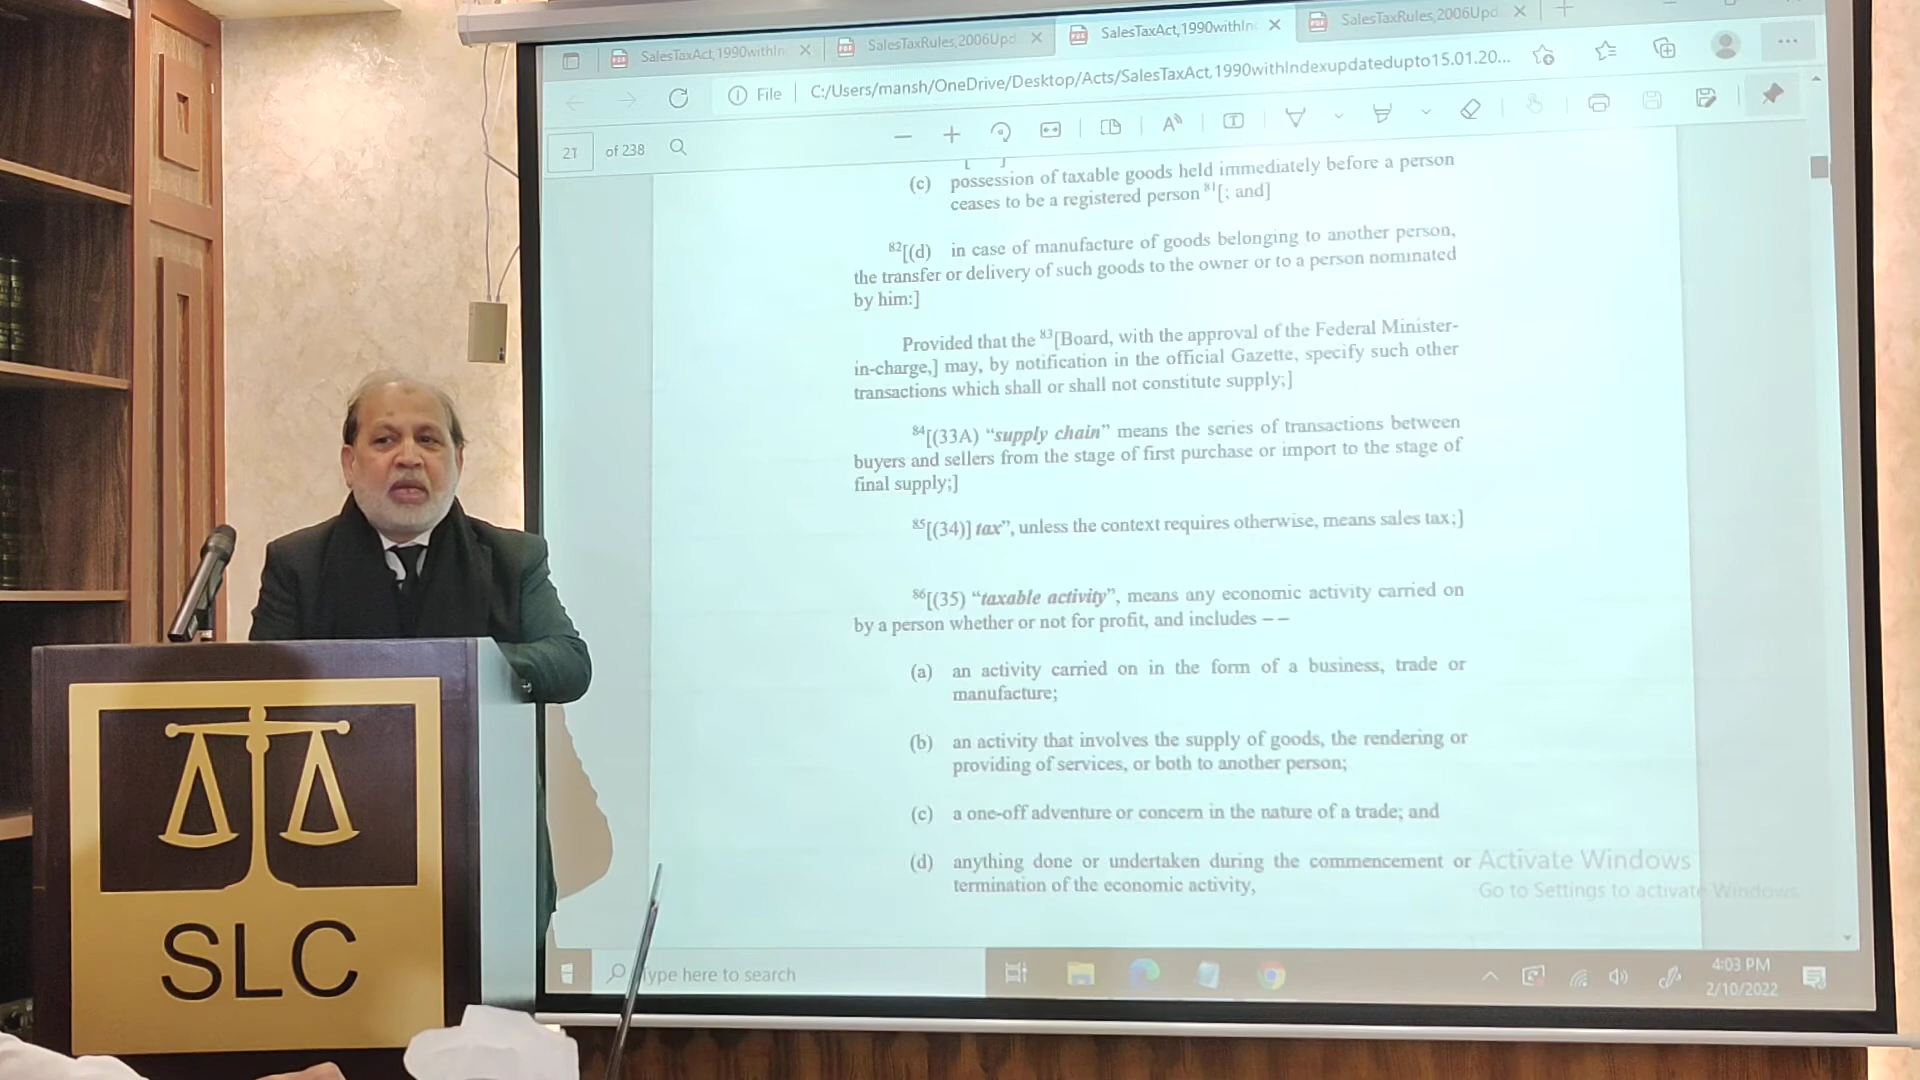 SalesTaxAct,1990withIn
SalesTaxRules,2006Upd
SalesTaxAct,1990withIn
SalesTaxRules,2006Upd
File
C:/Users/mansh/OneDrive/Desktop/Acts/SalesTaxAct,1990withIndexupdatedupto15.01.20...
21 of 238
(c) possession of taxable goods held immediately before a person
ceases to be a registered person 81[; and]
82[(d) in case of manufacture of goods belonging to another person,
the transfer or delivery of such goods to the owner or to a person nominated
by him:]
Provided that the 83[Board, with the approval of the Federal Minister-
in-charge,] may, by notification in the official Gazette, specify such other
transactions which shall or shall not constitute supply;]
84[(33A) “supply chain” means the series of transactions between
buyers and sellers from the stage of first purchase or import to the stage of
final supply;]
85[(34)] tax”, unless the context requires otherwise, means sales tax;]
86[(35) “taxable activity”, means any economic activity carried on
by a person whether or not for profit, and includes – –
(a) an activity carried on in the form of a business, trade or
manufacture;
(b) an activity that involves the supply of goods, the rendering or
providing of services, or both to another person;
(c) a one-off adventure or concern in the nature of a trade; and
(d) anything done or undertaken during the commencement or
termination of the economic activity,
Activate Windows
Go to Settings to activate Windows.
Type here to search
4:03 PM
2/10/2022
SLC